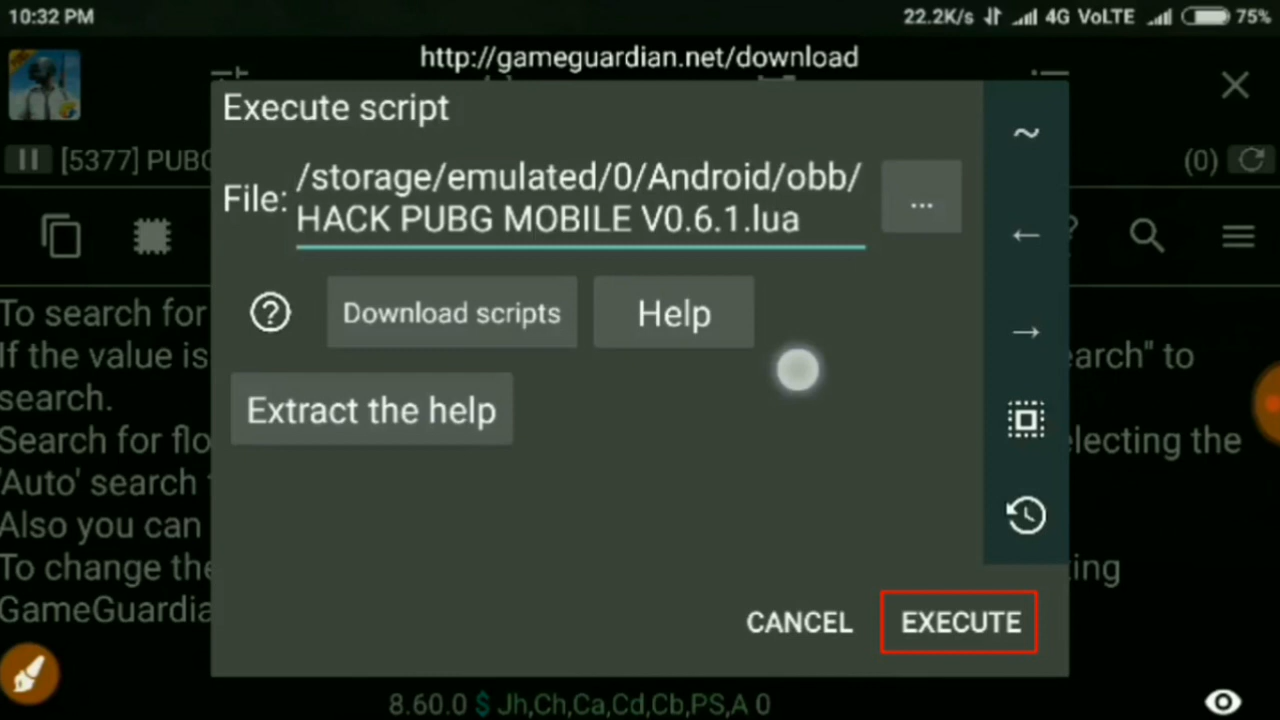 10:32 PM
22.2K/s 4G VoLTE 75%
http://gameguardian.net/download
Execute script
[5377] PUBG
(0)
/storage/emulated/0/Android/obb/
File:
HACK PUBG MOBILE V0.6.1.lua
...
Download scripts
Help
Extract the help
To search for
If the value is
earch" to
search.
Search for flo
electing the
'Auto' search
Also you can
To change the
ing
GameGuardia
CANCEL
EXECUTE
8.60.0 $ Jh,Ch,Ca,Cd,Cb,PS,A 0